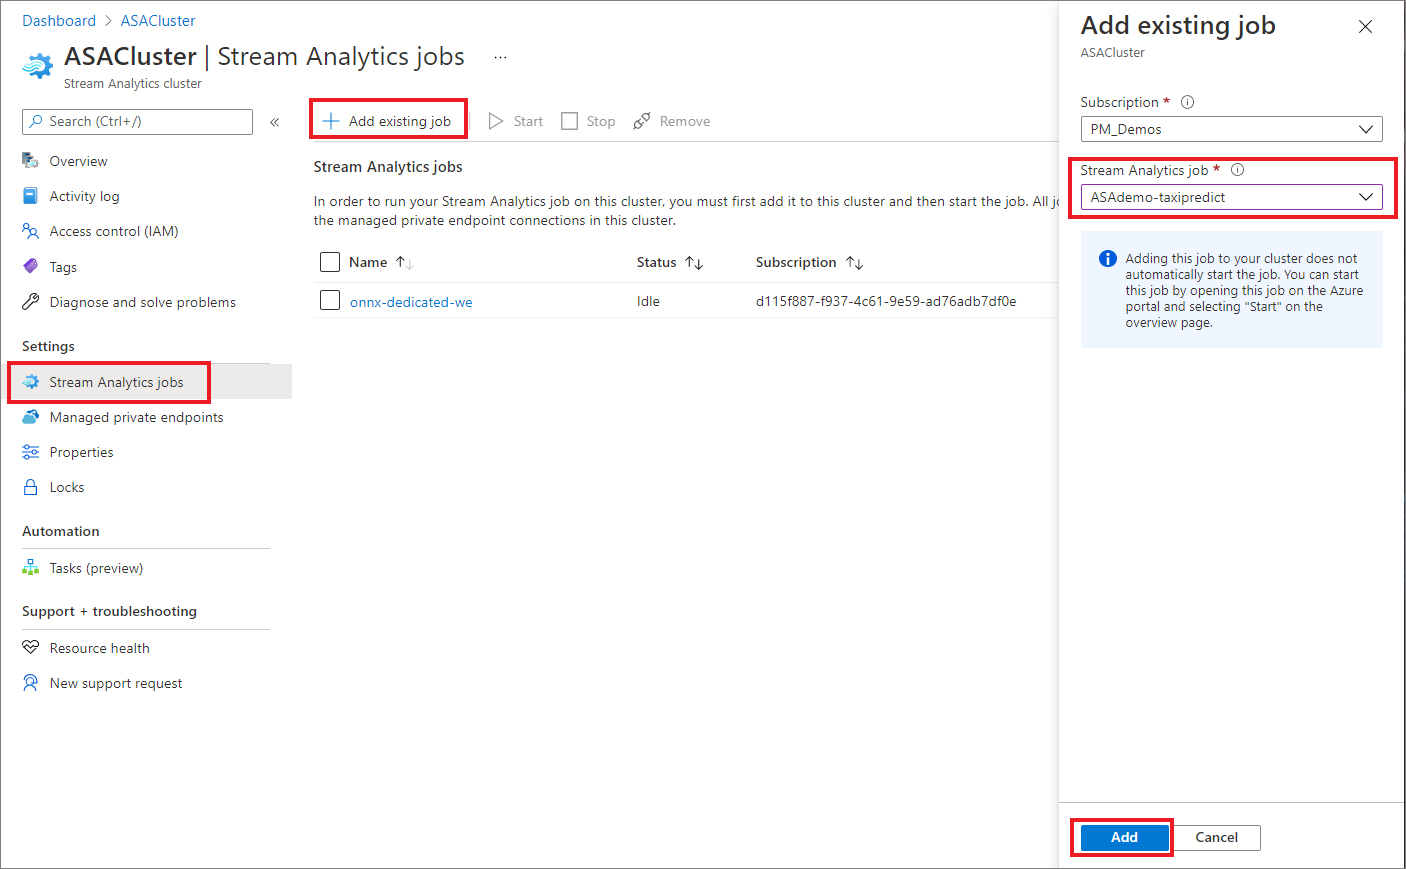 Dashboard > ASACluster
ASACluster | Stream Analytics jobs ...
Stream Analytics cluster
Search (Ctrl+/)
«
Overview
Activity log
Access control (IAM)
Tags
Diagnose and solve problems
Settings
Stream Analytics jobs
Managed private endpoints
Properties
Locks
Automation
Tasks (preview)
Support + troubleshooting
Resource health
New support request
Add existing job Start Stop Remove
Stream Analytics jobs
In order to run your Stream Analytics job on this cluster, you must first add it to this cluster and then start the job. All
the managed private endpoint connections in this cluster.
Name Status Subscription
onnx-dedicated-we Idle d115f887-f937-4c61-9e59-ad76adb7df0e
Add existing job
ASACluster
Subscription *
PM_Demos
Stream Analytics job *
ASAdemo-taxipredict
Adding this job to your cluster does not
automatically start the job. You can start
this job by opening this job on the Azure
portal and selecting "Start" on the
overview page.
Add Cancel